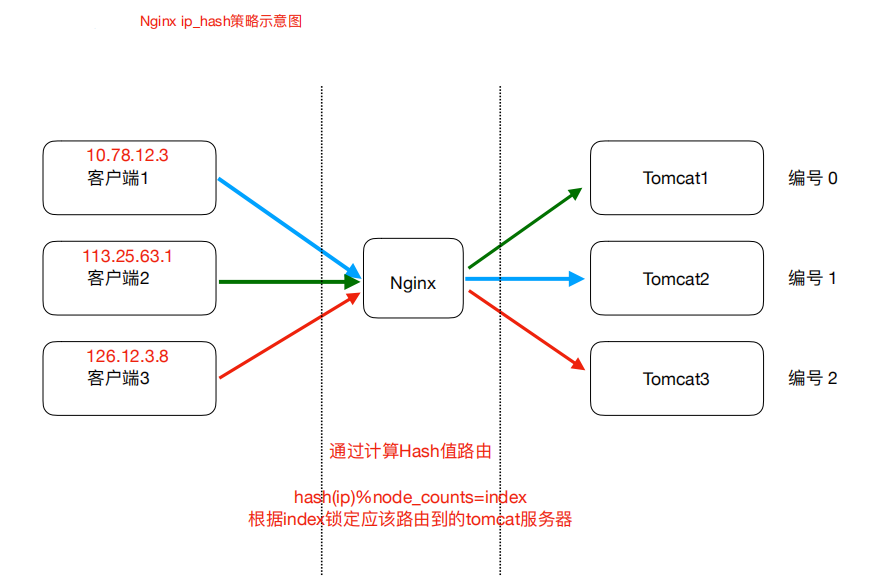 Nginx ip_hash策略示意图
10.78.12.3
客户端1
Tomcat1
编号 0
113.25.63.1
客户端2
Nginx
Tomcat2
编号 1
126.12.3.8
客户端3
Tomcat3
编号 2
通过计算Hash值路由
hash(ip)%node_counts=index
根据index锁定应该路由到的tomcat服务器